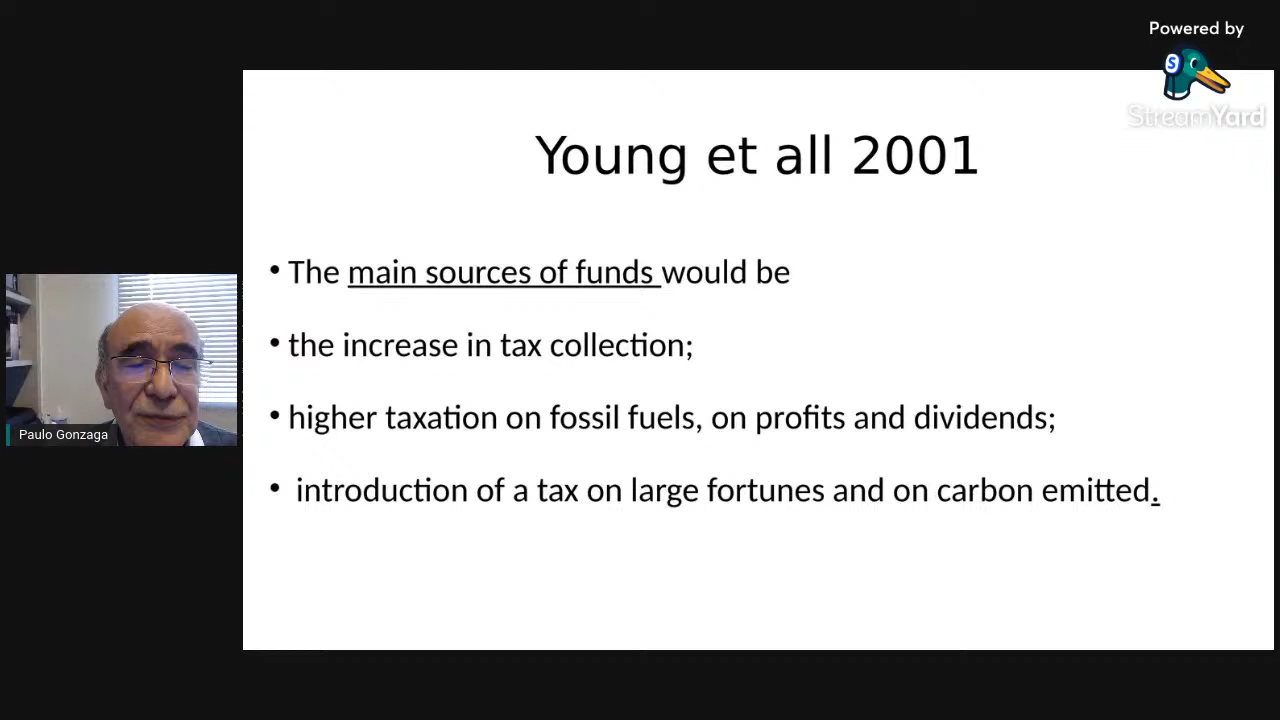 Powered by
StreamYard
Young et all 2001
• The main sources of funds would be
• the increase in tax collection;
• higher taxation on fossil fuels, on profits and dividends;
• introduction of a tax on large fortunes and on carbon emitted.
Paulo Gonzaga